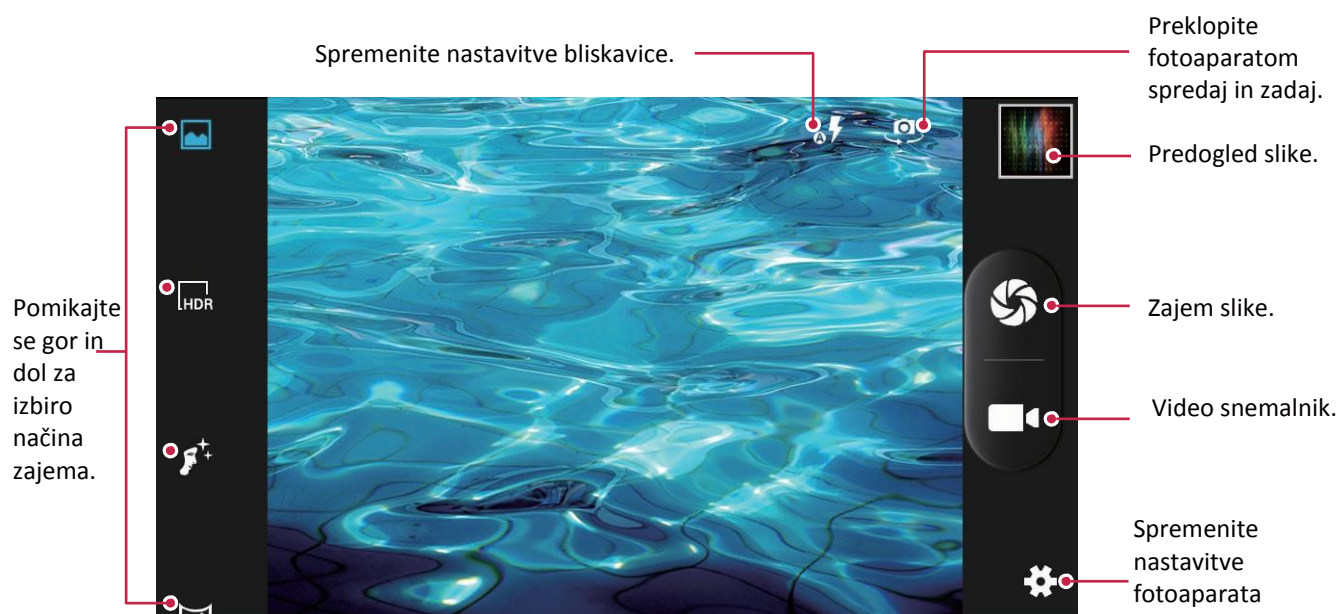 Spremenite nastavitve bliskavice.
Preklopite
fotoaparatom
spredaj in zadaj.
Predogled slike.
A
HDR
Pomikajte
se gor in
dol za
izbiro
načina
zajema.
Zajem slike.
Video snemalnik.
Spremenite
nastavitve
fotoaparata